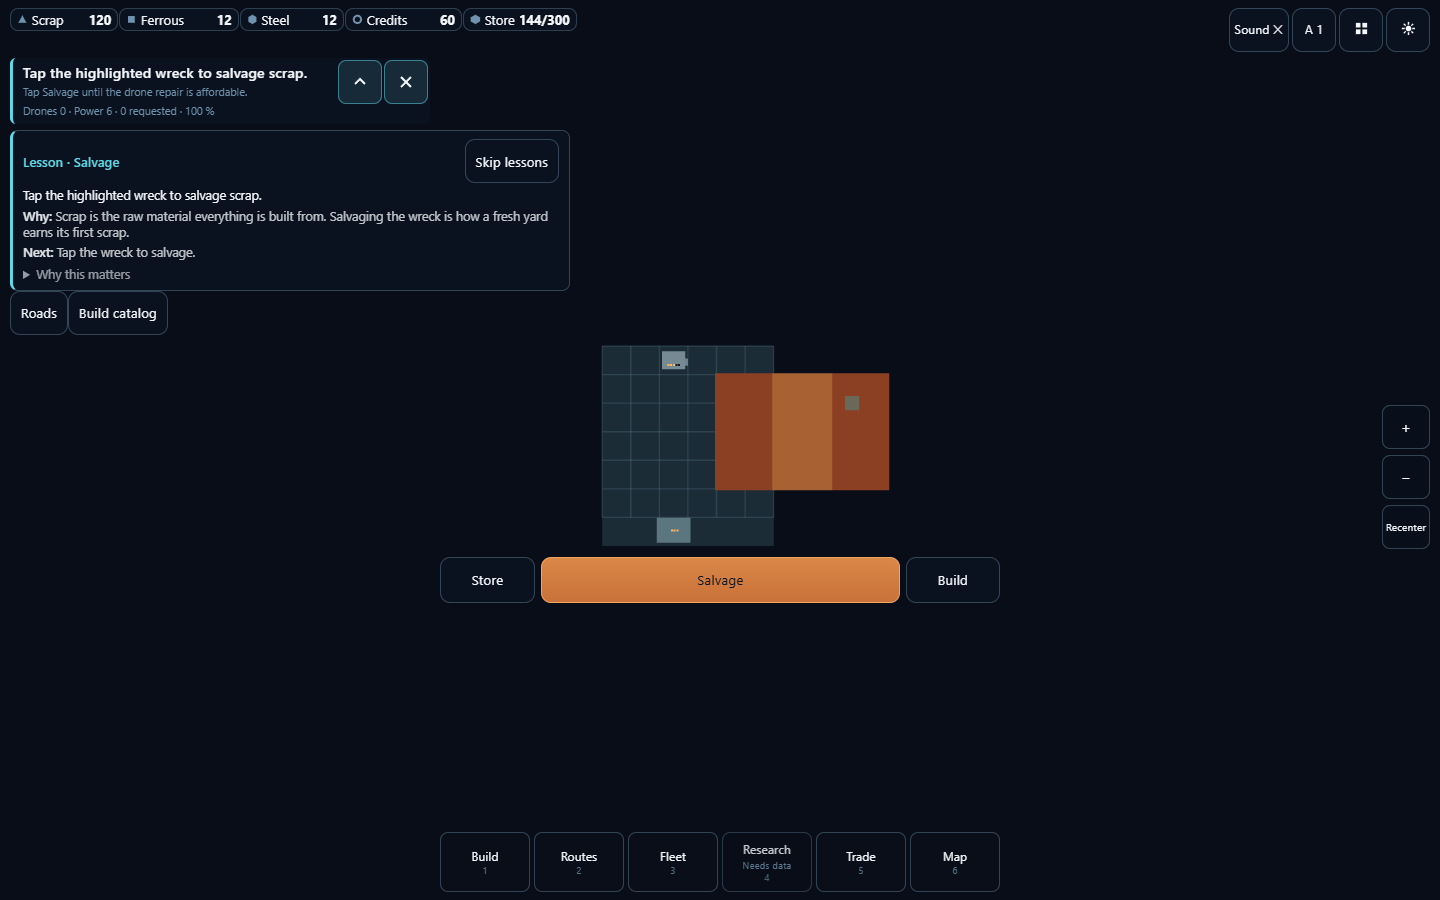 Scrap 120 Ferrous 12 Steel 12 Credits 60 Store 144/300
Sound A 1
Tap the highlighted wreck to salvage scrap.
Tap Salvage until the drone repair is affordable.
Drones 0 · Power 6 · 0 requested · 100 %
Lesson · Salvage
Skip lessons
Tap the highlighted wreck to salvage scrap.
Why: Scrap is the raw material everything is built from. Salvaging the wreck is how a fresh yard
earns its first scrap.
Next: Tap the wreck to salvage.
Why this matters
Roads Build catalog
+
−
Recenter
Store Salvage Build
Build Routes Fleet Research Trade Map
Needs data
1 2 3 4 5 6